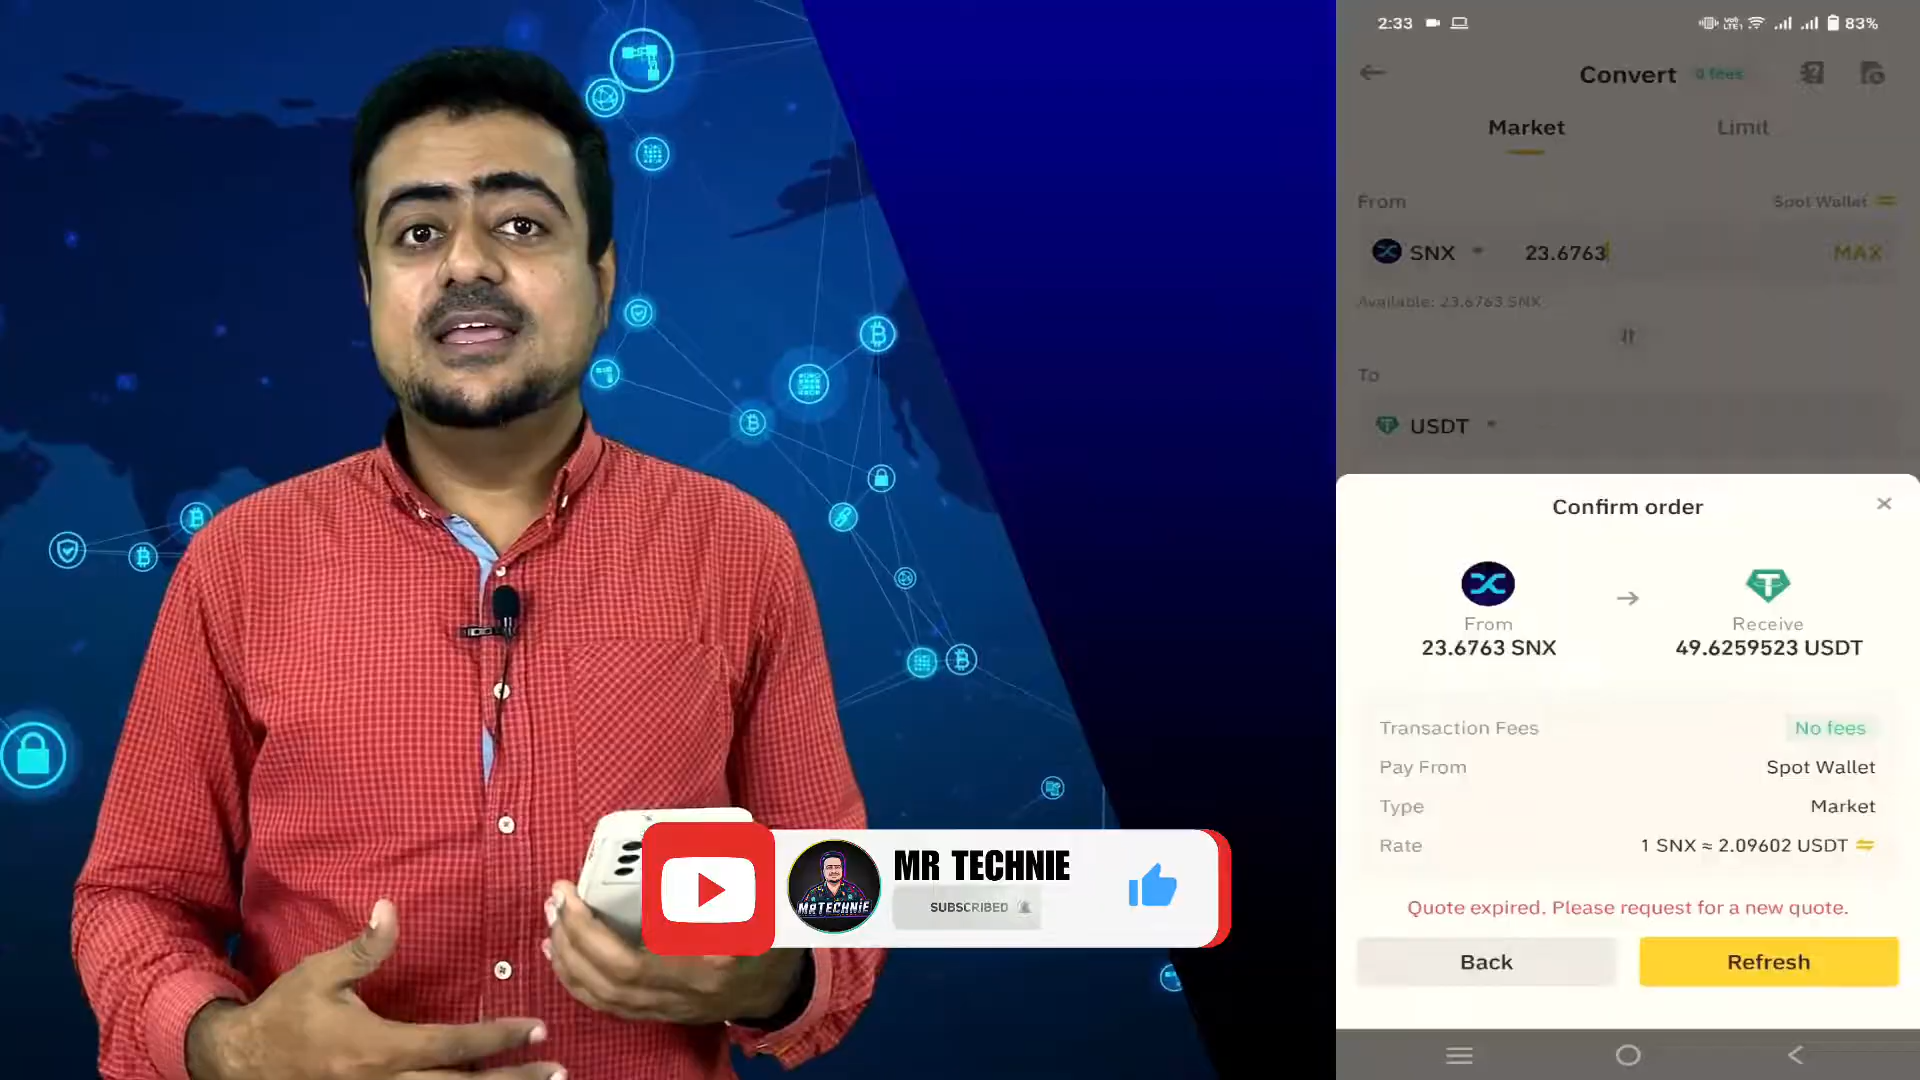 MR TECHNIE
SUBSCRIBED
MRTECHNIE
2:33
83%
Convert
0 fees
Market
Limit
From
Spot Wallet
SNX
23.6763
MAX
Available: 23.6763 SNX
To
USDT
Confirm order
From
23.6763 SNX
Receive
49.6259523 USDT
Transaction Fees
No fees
Pay From
Spot Wallet
Type
Market
Rate
1 SNX ≈ 2.09602 USDT
Quote expired. Please request for a new quote.
Back
Refresh